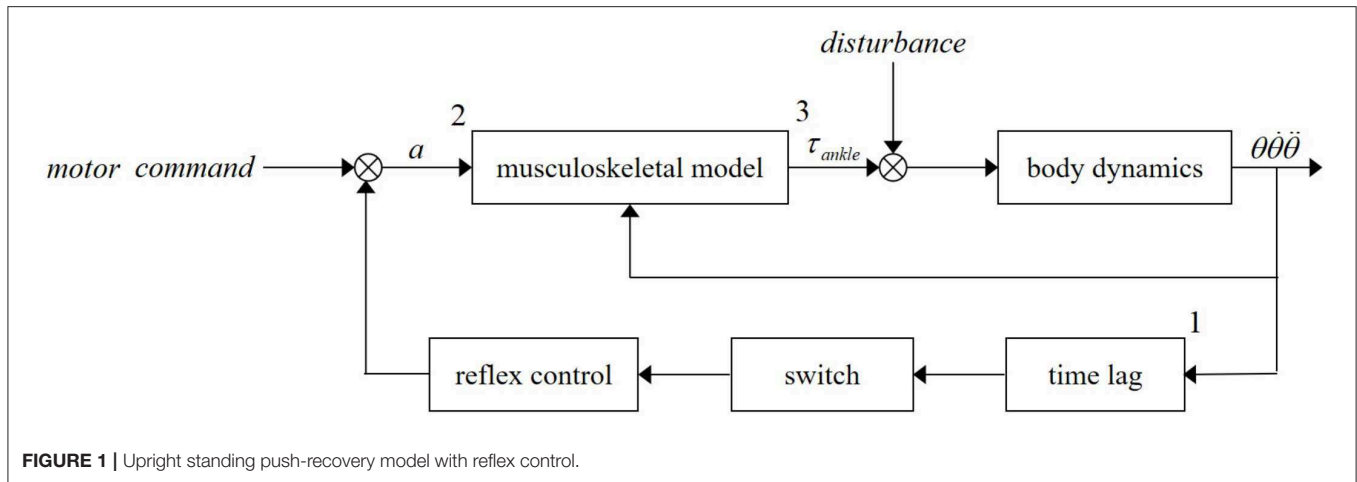 disturbance
2
3
motor command
a
musculoskeletal model
τankle
body dynamics
θθ̇θ̈
1
reflex control
switch
time lag
FIGURE 1 | Upright standing push-recovery model with reflex control.